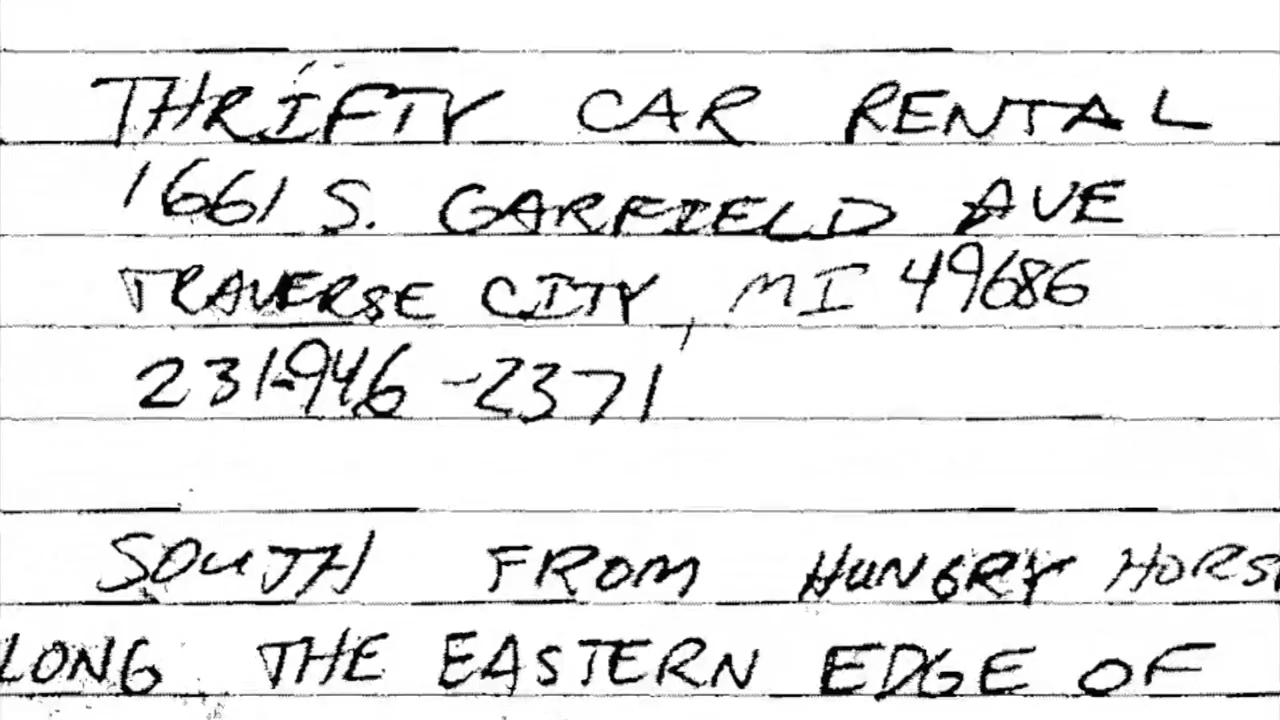 THRIFTY CAR RENTAL
1661 S. GARFIELD AVE
TRAVERSE CITY, MI 49686
231-946-2371
SOUTH FROM HUNGRY HORS
LONG THE EASTERN EDGE OF